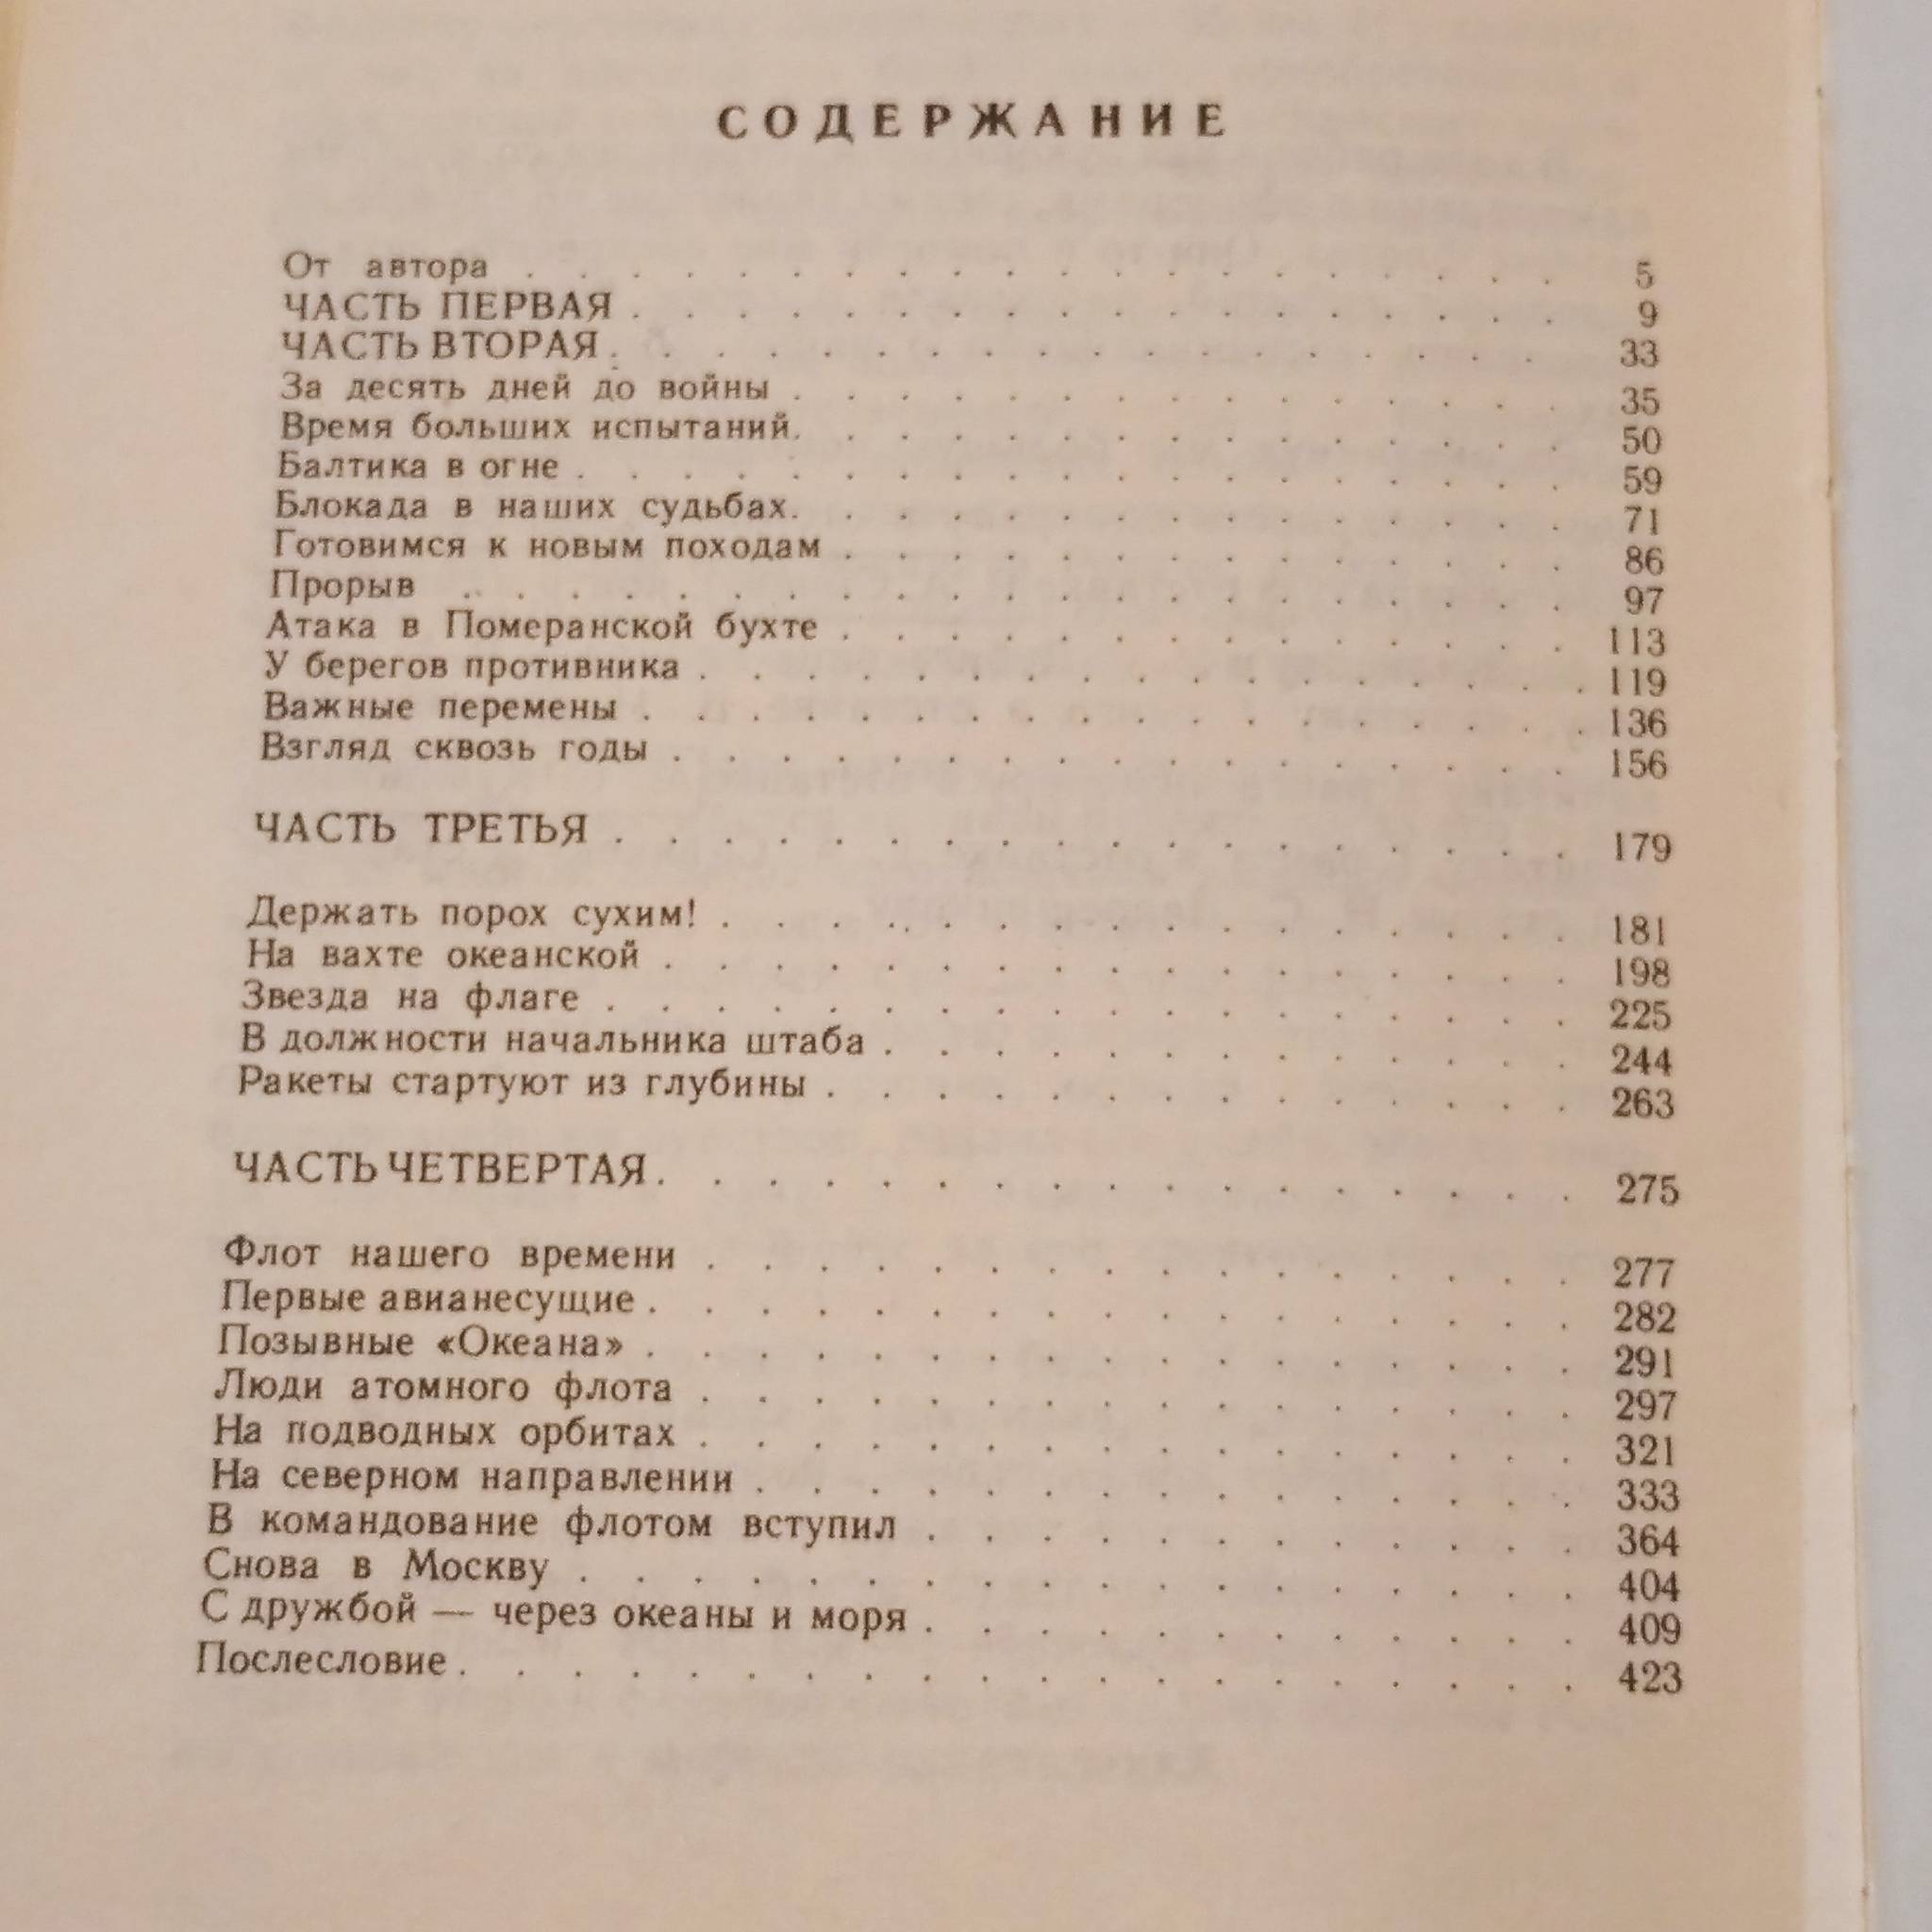 СОДЕРЖАНИЕ
От автора . . . . . . . . . . . . . . . . . . . . 5
ЧАСТЬ ПЕРВАЯ . . . . . . . . . . . . . . . . . . 9
ЧАСТЬ ВТОРАЯ . . . . . . . . . . . . . . . . . . 33
За десять дней до войны . . . . . . . . . . . . . . . 35
Время больших испытаний. . . . . . . . . . . . . . . 50
Балтика в огне . . . . . . . . . . . . . . . . . . . 59
Блокада в наших судьбах. . . . . . . . . . . . . . . 71
Готовимся к новым походам . . . . . . . . . . . . . . 86
Прорыв . . . . . . . . . . . . . . . . . . . . . 97
Атака в Померанской бухте . . . . . . . . . . . . . . 113
У берегов противника . . . . . . . . . . . . . . . . . 119
Важные перемены . . . . . . . . . . . . . . . . . . 136
Взгляд сквозь годы . . . . . . . . . . . . . . . . . 156
ЧАСТЬ ТРЕТЬЯ . . . . . . . . . . . . . . . . . . 179
Держать порох сухим! . . . . . . . . . . . . . . . . 181
На вахте океанской . . . . . . . . . . . . . . . . . 198
Звезда на флаге . . . . . . . . . . . . . . . . . . 225
В должности начальника штаба . . . . . . . . . . . . . 244
Ракеты стартуют из глубины . . . . . . . . . . . . . . 263
ЧАСТЬ ЧЕТВЕРТАЯ. . . . . . . . . . . . . . . . . 275
Флот нашего времени . . . . . . . . . . . . . . . . 277
Первые авианесущие . . . . . . . . . . . . . . . . . 282
Позывные «Океана» . . . . . . . . . . . . . . . . . 291
Люди атомного флота . . . . . . . . . . . . . . . . 297
На подводных орбитах . . . . . . . . . . . . . . . . 321
На северном направлении . . . . . . . . . . . . . . . 333
В командование флотом вступил . . . . . . . . . . . . 364
Снова в Москву . . . . . . . . . . . . . . . . . . 404
С дружбой — через океаны и моря . . . . . . . . . . . . 409
Послесловие . . . . . . . . . . . . . . . . . . . . 423